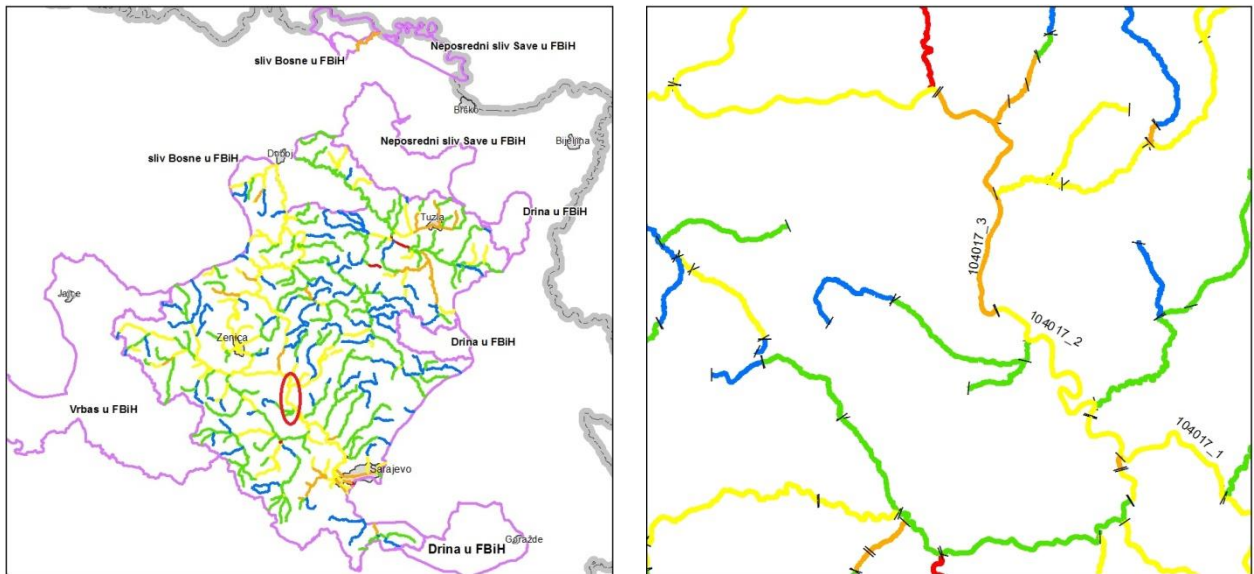 Neposredni sliv Save u FBiH
sliv Bosne u FBiH
Brčko
Bijeljina
Neposredni sliv Save u FBiH
Doboj
sliv Bosne u FBiH
Tuzla
Drina u FBiH
Jajce
Zenica
Drina u FBiH
Vrbas u FBiH
Sarajevo
Goražde
Drina u FBiH
104017_3
104017_2
104017_1